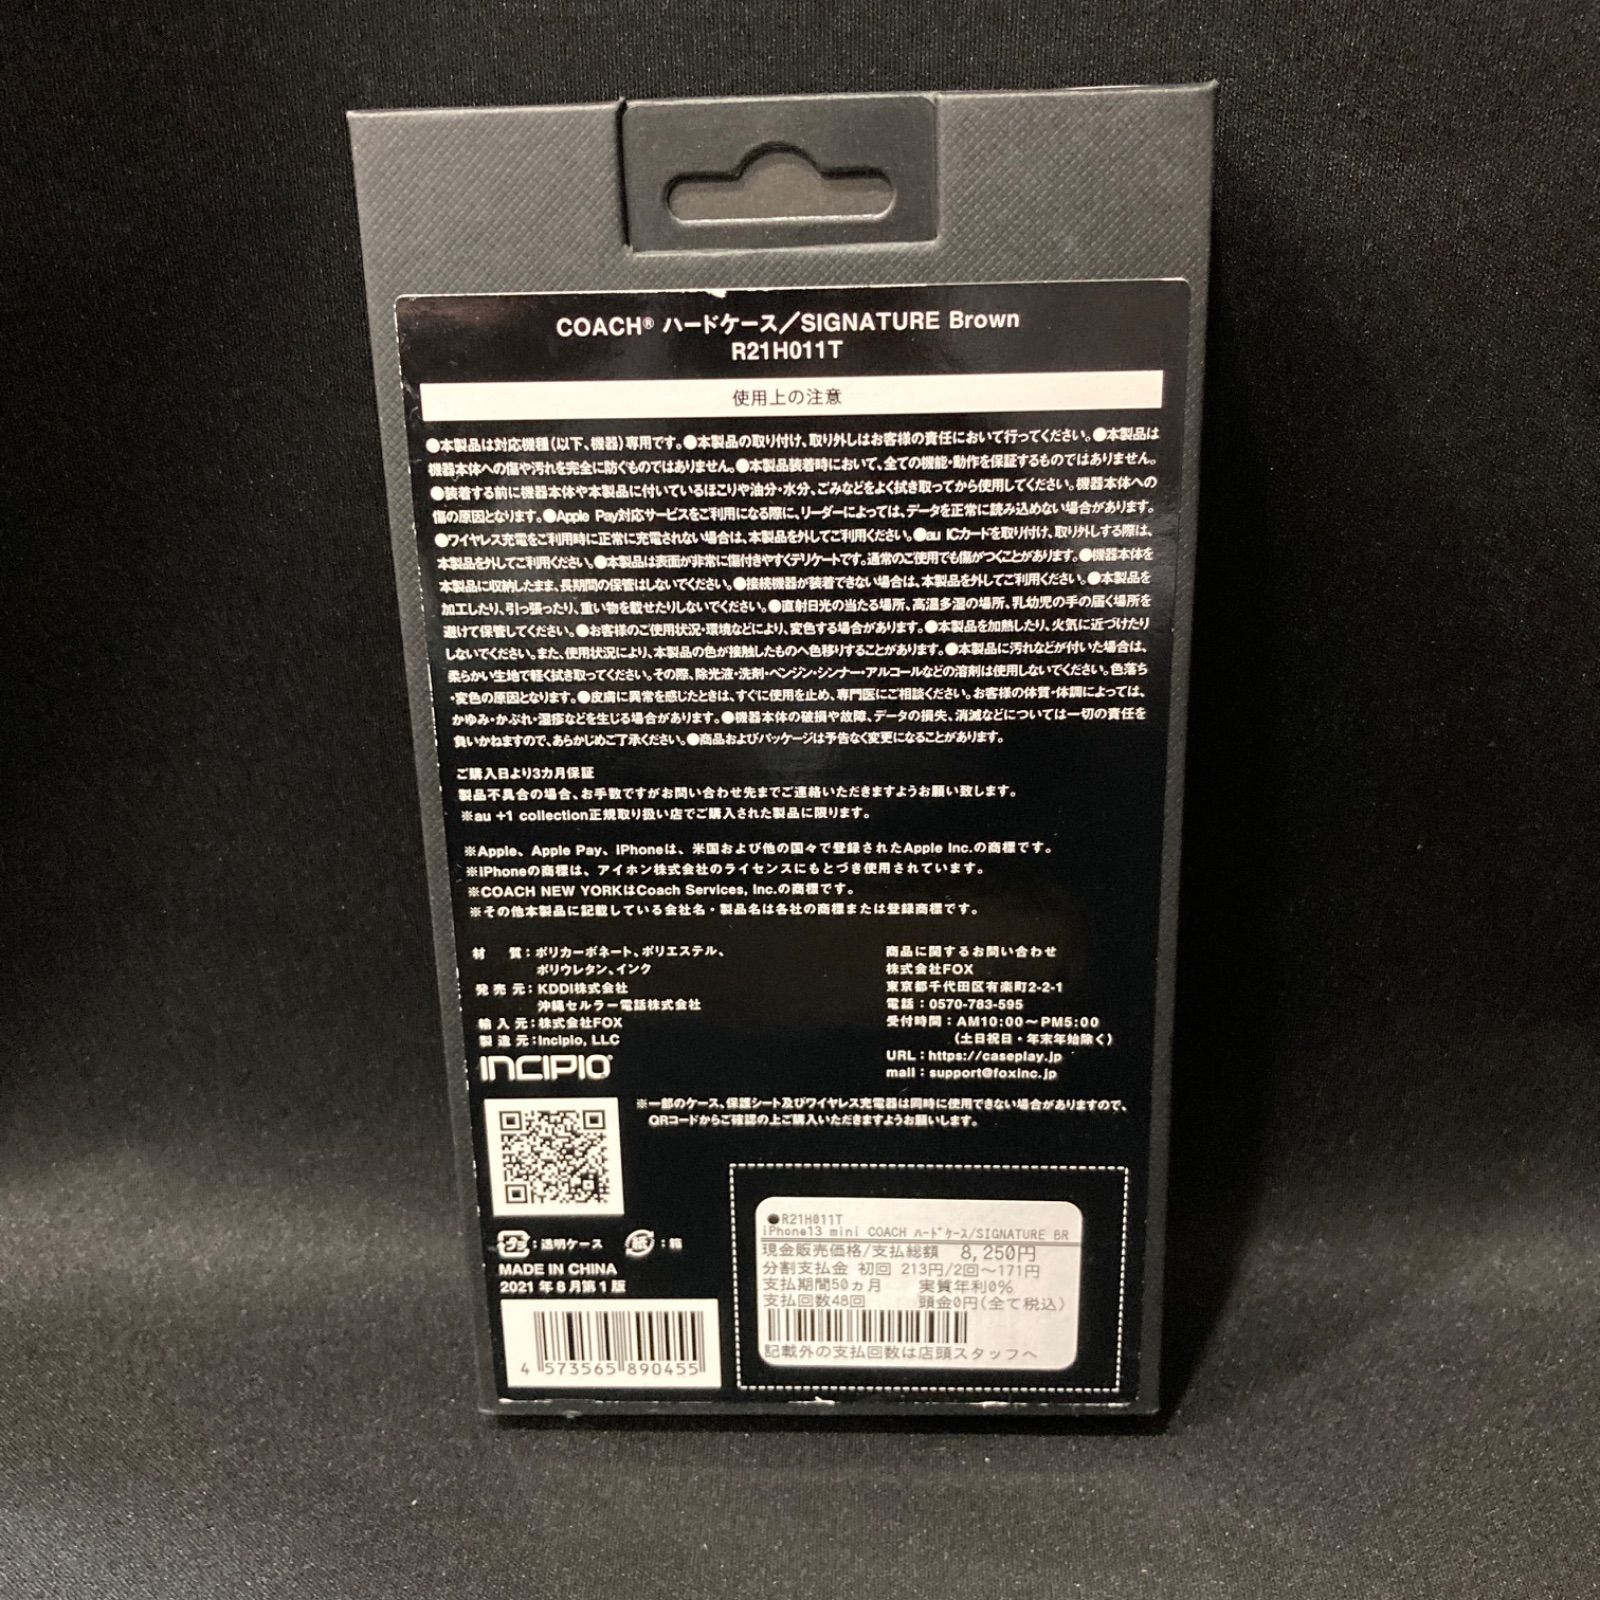 COACH® ハードケース／SIGNATURE Brown
R21H011T
使用上の注意
●本製品は対応機種（以下、機器）専用です。●本製品の取り付け、取り外しはお客様の責任において行ってください。●本製品は
機器本体への傷や汚れを完全に防ぐものではありません。●本製品装着時において、全ての機能・動作を保証するものではありません。
●装着する前に機器本体や本製品に付いているほこりや油分・水分、ごみなどをよく拭き取ってから使用してください。機器本体への
傷の原因となります。●Apple Pay対応サービスをご利用になる際に、リーダーによっては、データを正常に読み込めない場合があります。
●ワイヤレス充電をご利用時に正常に充電されない場合は、本製品を外してご利用ください。●au ICカードを取り付け、取り外しする際は、
本製品を外してご利用ください。●本製品は表面が非常に傷付きやすくデリケートです。通常のご使用でも傷がつくことがあります。●機器本体を
本製品に収納したまま、長期間の保管はしないでください。●接続機器が装着できない場合は、本製品を外してご利用ください。●本製品を
加工したり、引っ張ったり、重い物を載せたりしないでください。●直射日光の当たる場所、高温多湿の場所、乳幼児の手の届く場所を
避けて保管してください。●お客様のご使用状況・環境などにより、変色する場合があります。●本製品を加熱したり、火気に近づけたり
しないでください。また、使用状況により、本製品の色が接触したものへ色移りすることがあります。●本製品に汚れなどが付いた場合は、
柔らかい生地で軽く拭き取ってください。その際、除光液・洗剤・ベンジン・シンナー・アルコールなどの溶剤は使用しないでください。色落ち
・変色の原因となります。●皮膚に異常を感じたときは、すぐに使用を止め、専門医にご相談ください。お客様の体質・体調によっては、
かゆみ・かぶれ・湿疹などを生じる場合があります。●機器本体の破損や故障、データの損失、消滅などについては一切の責任を
負いかねますので、あらかじめご了承ください。●商品およびパッケージは予告なく変更になることがあります。
ご購入日より3カ月保証
製品不具合の場合、お手数ですがお問い合わせ先までご連絡いただきますようお願い致します。
※au +1 collection正規取り扱い店でご購入された製品に限ります。
※Apple、Apple Pay、iPhoneは、米国および他の国々で登録されたApple Inc.の商標です。
※iPhoneの商標は、アイホン株式会社のライセンスにもとづき使用されています。
※COACH NEW YORKはCoach Services, Inc.の商標です。
※その他本製品に記載している会社名・製品名は各社の商標または登録商標です。
材　質：ポリカーボネート、ポリエステル、
ポリウレタン、インク
発売元：KDDI株式会社
沖縄セルラー電話株式会社
輸入元：株式会社FOX
製造元：Incipio, LLC
INCIPIO
商品に関するお問い合わせ
株式会社FOX
東京都千代田区有楽町2-2-1
電話：0570-783-595
受付時間：AM10:00～PM5:00
（土日祝日・年末年始除く）
URL：https://caseplay.jp
mail：support@foxinc.jp
※一部のケース、保護シート及びワイヤレス充電器は同時に使用できない場合がありますので、
QRコードからご確認の上ご購入いただきますようお願いします。
プラ：透明ケース 紙：箱
MADE IN CHINA
2021年8月第1版
4 573565 890455
●R21H011T
iPhone13 mini COACH ﾊｰﾄﾞｹｰｽ/SIGNATURE BR
現金販売価格/支払総額 8,250円
分割支払金 初回 213円/2回～171円
支払期間50ヵ月 実質年利0%
支払回数48回 頭金0円(全て税込)
記載外の支払回数は店頭スタッフへ